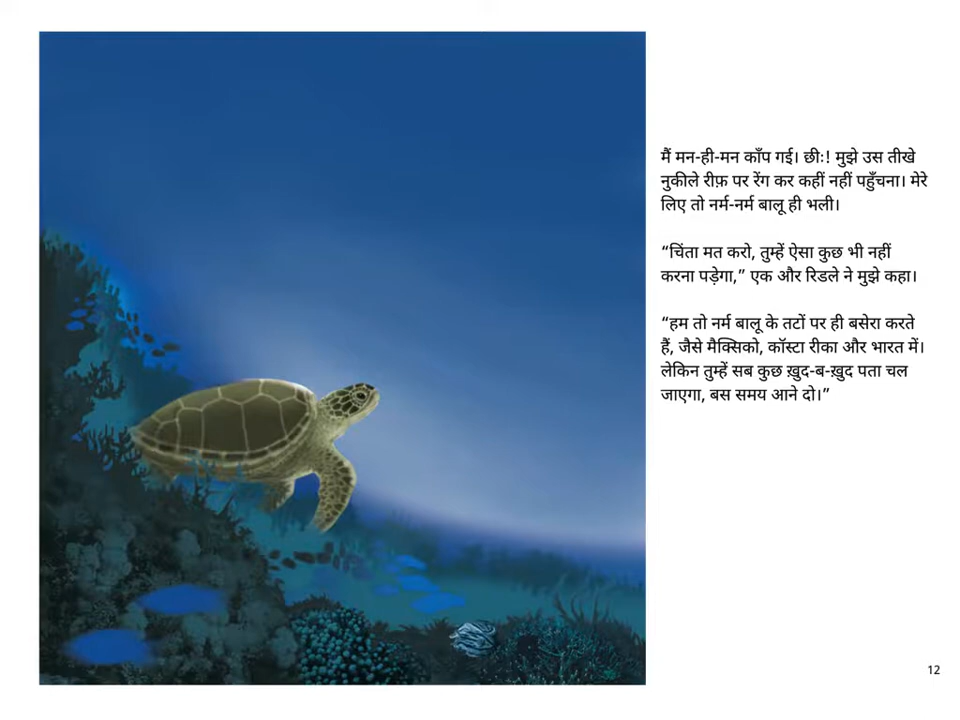 मैं मन-ही-मन काँप गई। छीः! मुझे उस तीखे
नुकीले रीफ़ पर रेंग कर कहीं नहीं पहुँचना। मेरे
लिए तो नर्म-नर्म बालू ही भली।
“चिंता मत करो, तुम्हें ऐसा कुछ भी नहीं
करना पड़ेगा,” एक और रिडले ने मुझे कहा।
“हम तो नर्म बालू के तटों पर ही बसेरा करते
हैं, जैसे मैक्सिको, कॉस्टा रीका और भारत में।
लेकिन तुम्हें सब कुछ ख़ुद-ब-ख़ुद पता चल
जाएगा, बस समय आने दो।”
12